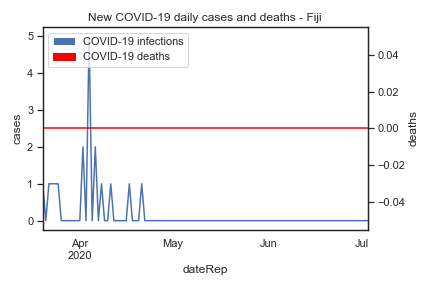 New COVID-19 daily cases and deaths - Fiji
COVID-19 infections
COVID-19 deaths
5
4
3
2
1
0
cases
0.04
0.02
0.00
−0.02
−0.04
deaths
Apr
2020
May
Jun
Jul
dateRep